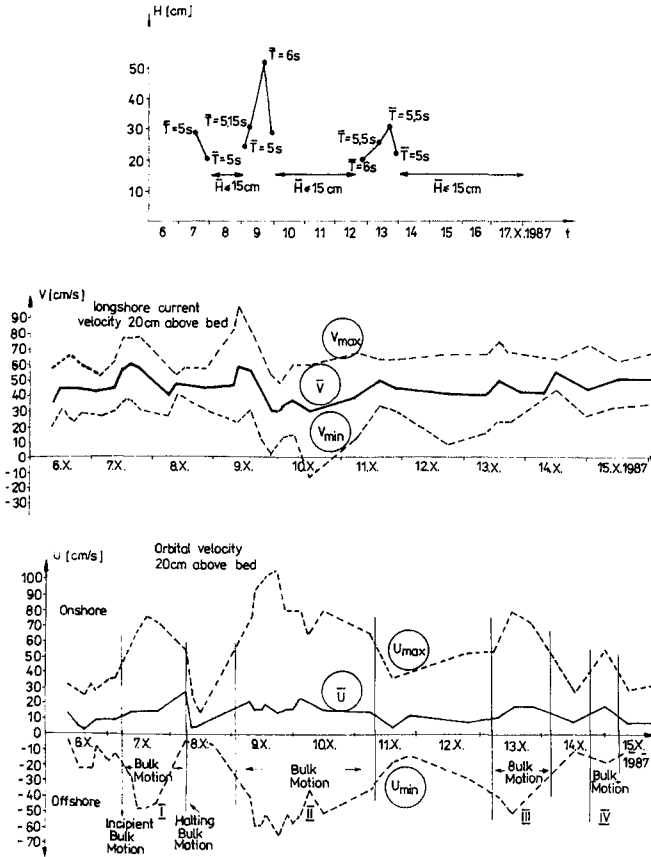 H [cm]
T̅=6s
50
40
T̅=5,15s
T̅=5,5s
T̅=5s
30
T̅=5,5s
T̅=5s
T̅=5s
20
T̅=5s
T̅=6s
H̅≤15cm
H̅≤15cm
H̅≤15cm
10
6 7 8 9 10 11 12 13 14 15 16 17.X.1987 t
V [cm/s]
longshore current
velocity 20cm above bed
90
80
70
60
50
40
30
20
10
0
-10
-20
-30
Vmax
V̅
Vmin
6.X. 7.X. 8.X. 9.X. 10.X. 11.X. 12.X. 13.X. 14.X. 15.X.1987
U [cm/s]
Orbital velocity
20cm above bed
100
90
80
70
60
50
40
30
20
10
0
-10
-20
-30
-40
-50
-60
-70
Onshore
Umax
U̅
6.X. 7.X. 8.X. 9.X. 10.X. 11.X. 12.X. 13.X. 14.X. 15.X.
1987
Bulk
Motion
Bulk
Motion
Bulk
Motion
Bulk
Motion
Umin
Offshore
I
II
III
IV
Incipient
Bulk
Motion
Halting
Bulk
Motion